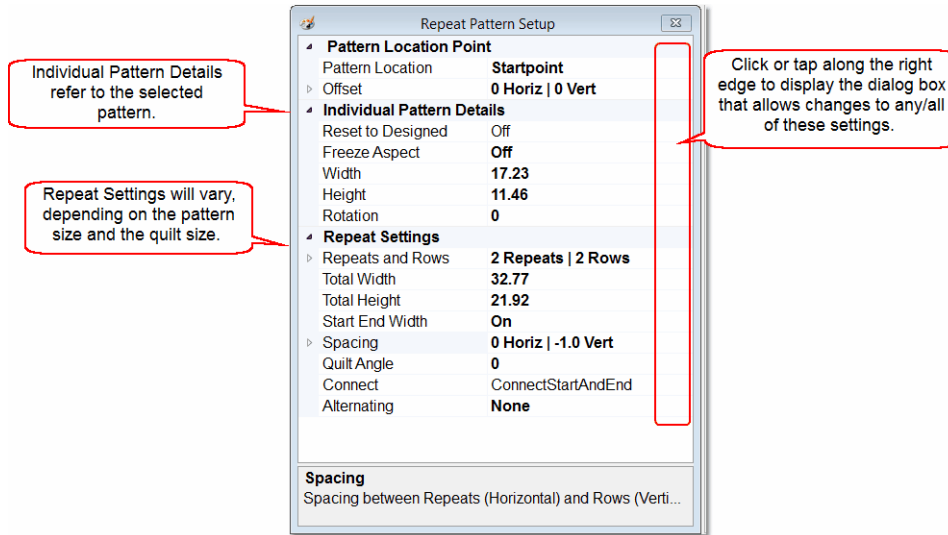 Repeat Pattern Setup
Individual Pattern Details
refer to the selected
pattern.
Repeat Settings will vary,
depending on the pattern
size and the quilt size.
Pattern Location Point
Pattern Location Startpoint
Offset 0 Horiz | 0 Vert
Individual Pattern Details
Reset to Designed Off
Freeze Aspect Off
Width 17.23
Height 11.46
Rotation 0
Repeat Settings
Repeats and Rows 2 Repeats | 2 Rows
Total Width 32.77
Total Height 21.92
Start End Width On
Spacing 0 Horiz | -1.0 Vert
Quilt Angle 0
Connect ConnectStartAndEnd
Alternating None
Spacing
Spacing between Repeats (Horizontal) and Rows (Verti...
Click or tap along the right
edge to display the dialog box
that allows changes to any/all
of these settings.